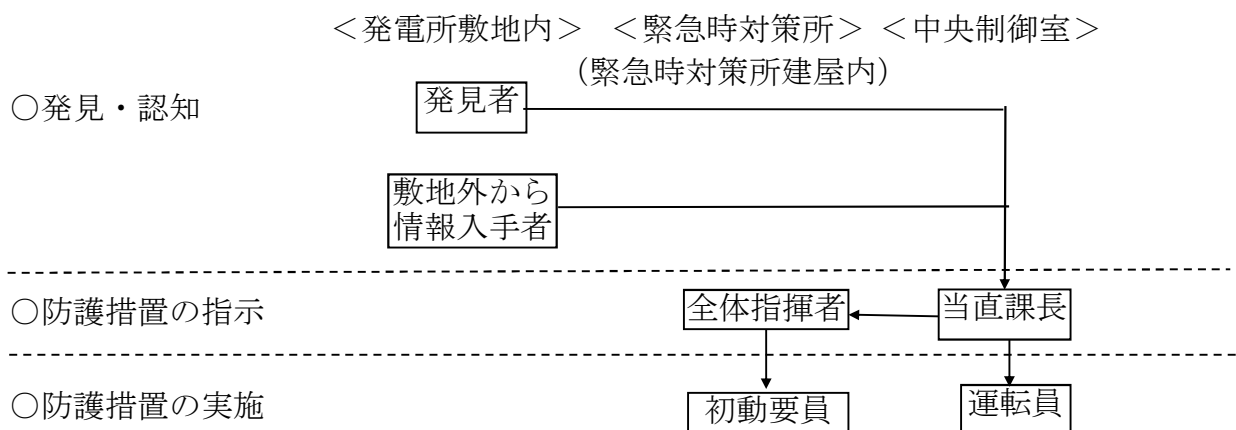 ＜発電所敷地内＞ ＜緊急時対策所＞ ＜中央制御室＞
（緊急時対策所建屋内）
○発見・認知
発見者
敷地外から
情報入手者
○防護措置の指示
全体指揮者
当直課長
○防護措置の実施
初動要員
運転員